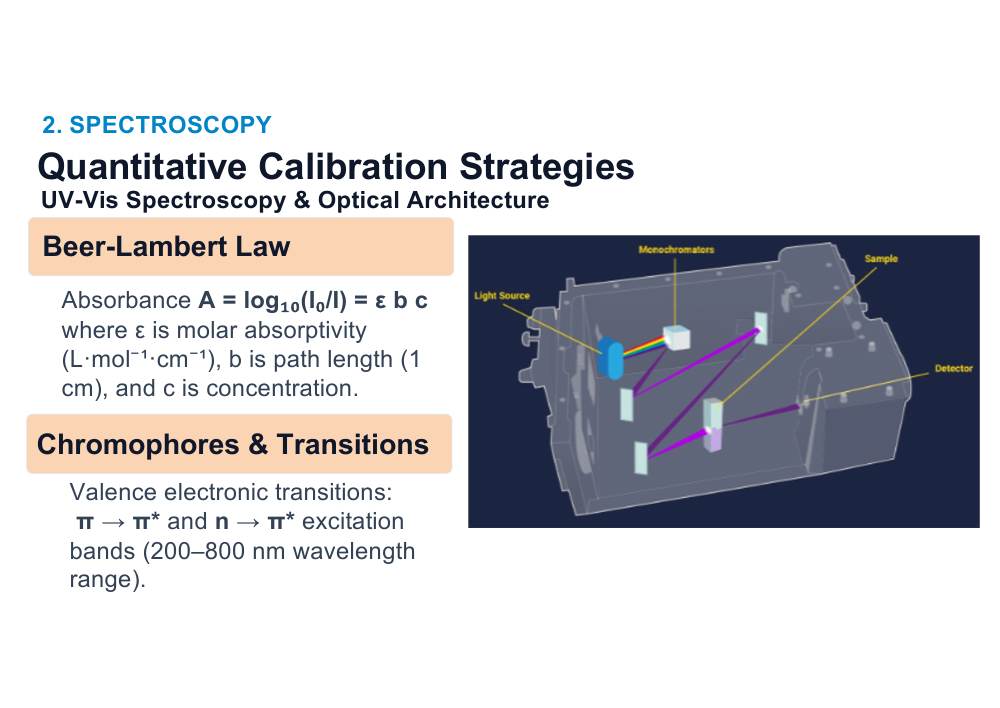 2. SPECTROSCOPY
Quantitative Calibration Strategies
UV-Vis Spectroscopy & Optical Architecture
Beer-Lambert Law
Absorbance A = log₁₀(I₀/I) = ε b c
where ε is molar absorptivity
(L·mol⁻¹·cm⁻¹), b is path length (1
cm), and c is concentration.
Chromophores & Transitions
Valence electronic transitions:
π → π* and n → π* excitation
bands (200–800 nm wavelength
range).
Monochromators
Sample
Light Source
Detector